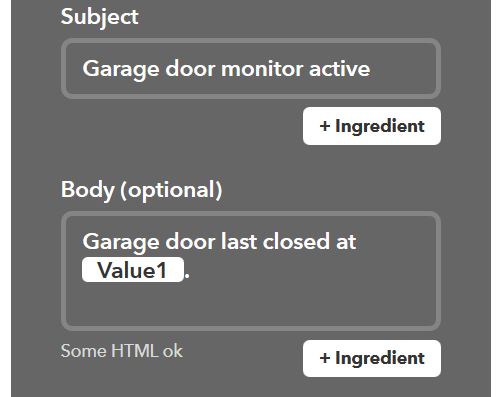 Subject
Garage door monitor active
+ Ingredient
Body (optional)
Garage door last closed at
Value1.
Some HTML ok
+ Ingredient